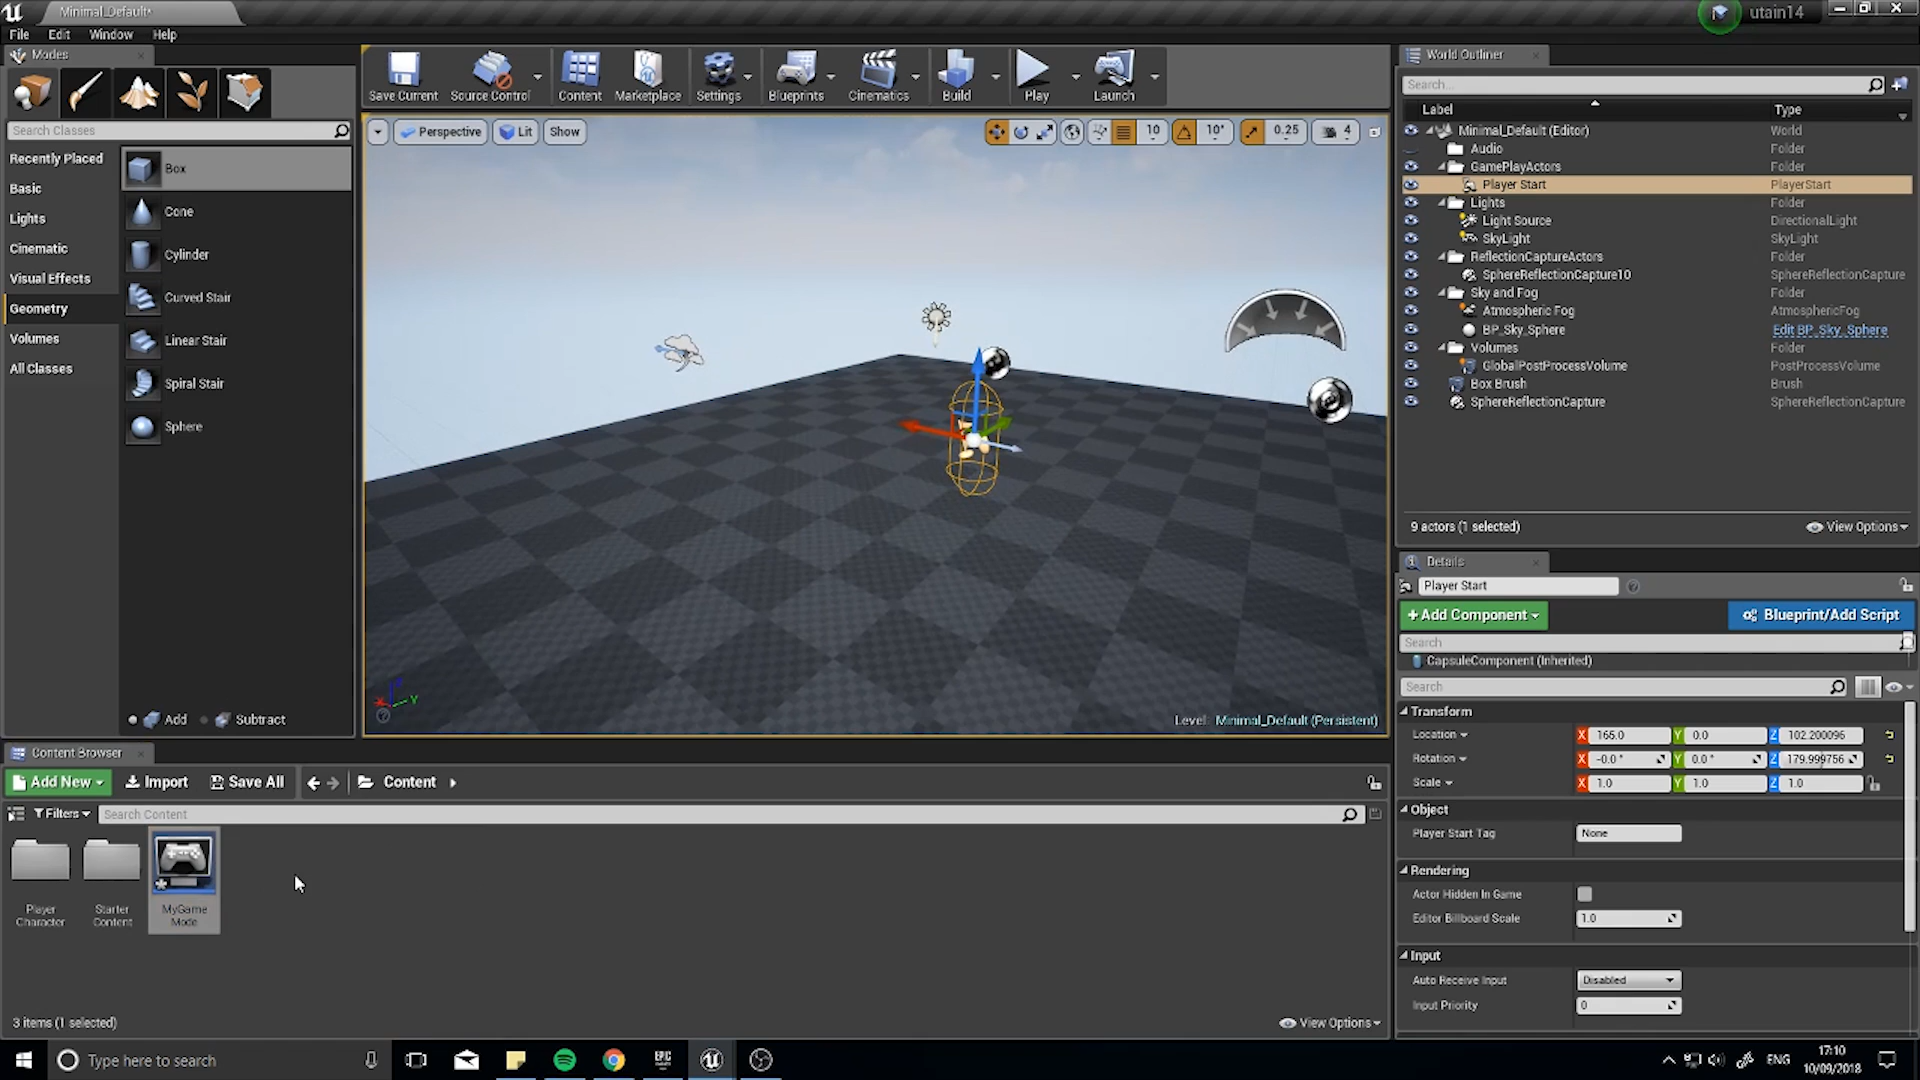 Minimal_Default*
utain14
File Edit Window Help
Modes
Save Current
Source Control
Content
Marketplace
Settings
Blueprints
Cinematics
Build
Play
Launch
Search Classes
Recently Placed
Basic
Lights
Cinematic
Visual Effects
Geometry
Volumes
All Classes
Box
Cone
Cylinder
Curved Stair
Linear Stair
Spiral Stair
Sphere
Add
Subtract
Perspective
Lit
Show
10
10°
0.25
4
Level: Minimal_Default (Persistent)
World Outliner
Search...
Label Type
Minimal_Default (Editor) World
Audio Folder
GamePlayActors Folder
Player Start PlayerStart
Lights Folder
Light Source DirectionalLight
SkyLight SkyLight
ReflectionCaptureActors Folder
SphereReflectionCapture10 SphereReflectionCapture
Sky and Fog Folder
Atmospheric Fog AtmosphericFog
BP_Sky_Sphere Edit BP_Sky_Sphere
Volumes Folder
GlobalPostProcessVolume PostProcessVolume
Box Brush Brush
SphereReflectionCapture SphereReflectionCapture
9 actors (1 selected)
View Options
Details
Player Start
+ Add Component
Blueprint/Add Script
Search
CapsuleComponent (Inherited)
Search
Transform
Location X 165.0 Y 0.0 Z 102.200096
Rotation X -0.0° Y 0.0° Z 179.999756
Scale X 1.0 Y 1.0 Z 1.0
Object
Player Start Tag None
Rendering
Actor Hidden In Game
Editor Billboard Scale 1.0
Input
Auto Receive Input Disabled
Input Priority 0
Content Browser
Add New Import Save All Content
Filters Search Content
Player
Character
Starter
Content
MyGame
Mode
3 items (1 selected)
View Options
Type here to search
EPIC
ENG
17:10
10/09/2018